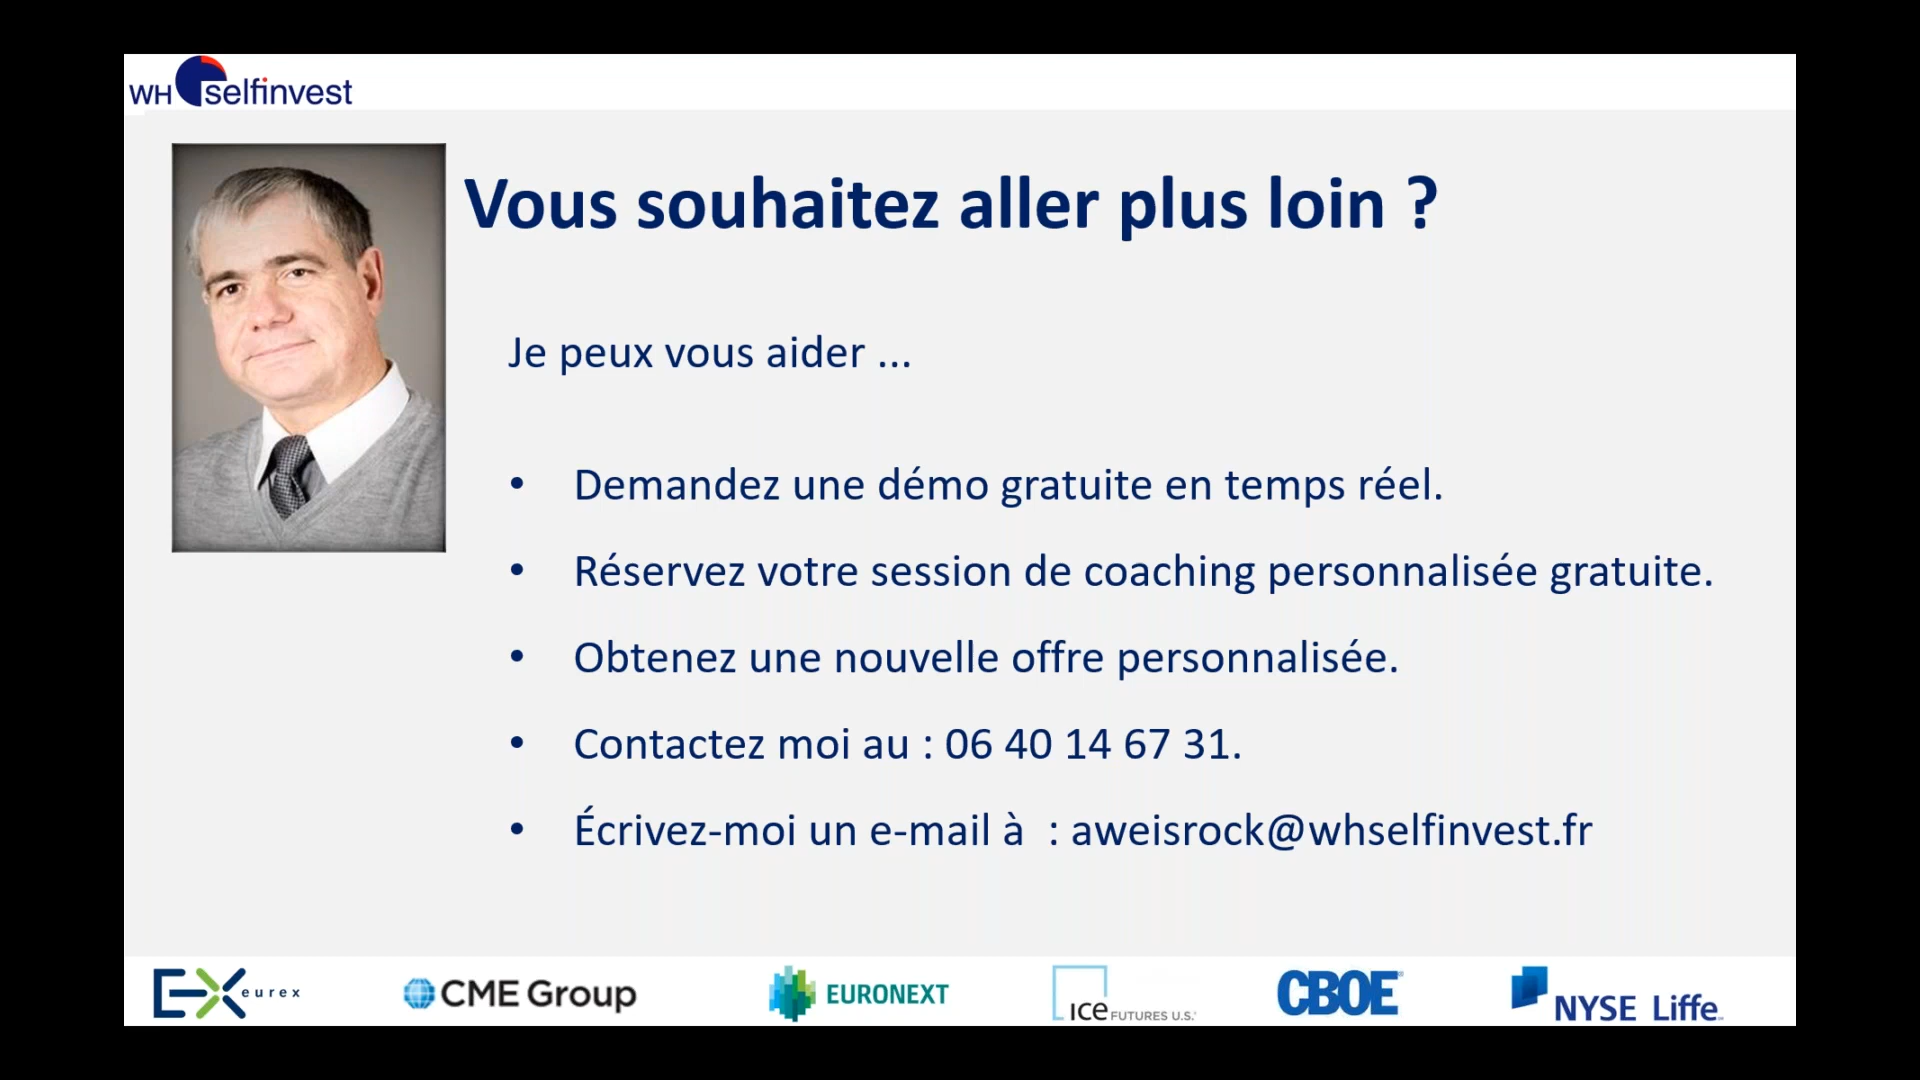 WH selfinvest
Vous souhaitez aller plus loin ?
Je peux vous aider ...
• Demandez une démo gratuite en temps réel.
• Réservez votre session de coaching personnalisée gratuite.
• Obtenez une nouvelle offre personnalisée.
• Contactez moi au : 06 40 14 67 31.
• Écrivez-moi un e-mail à : aweisrock@whselfinvest.fr
EX eurex
CME Group
EURONEXT
ICE FUTURES U.S.
CBOE
NYSE Liffe